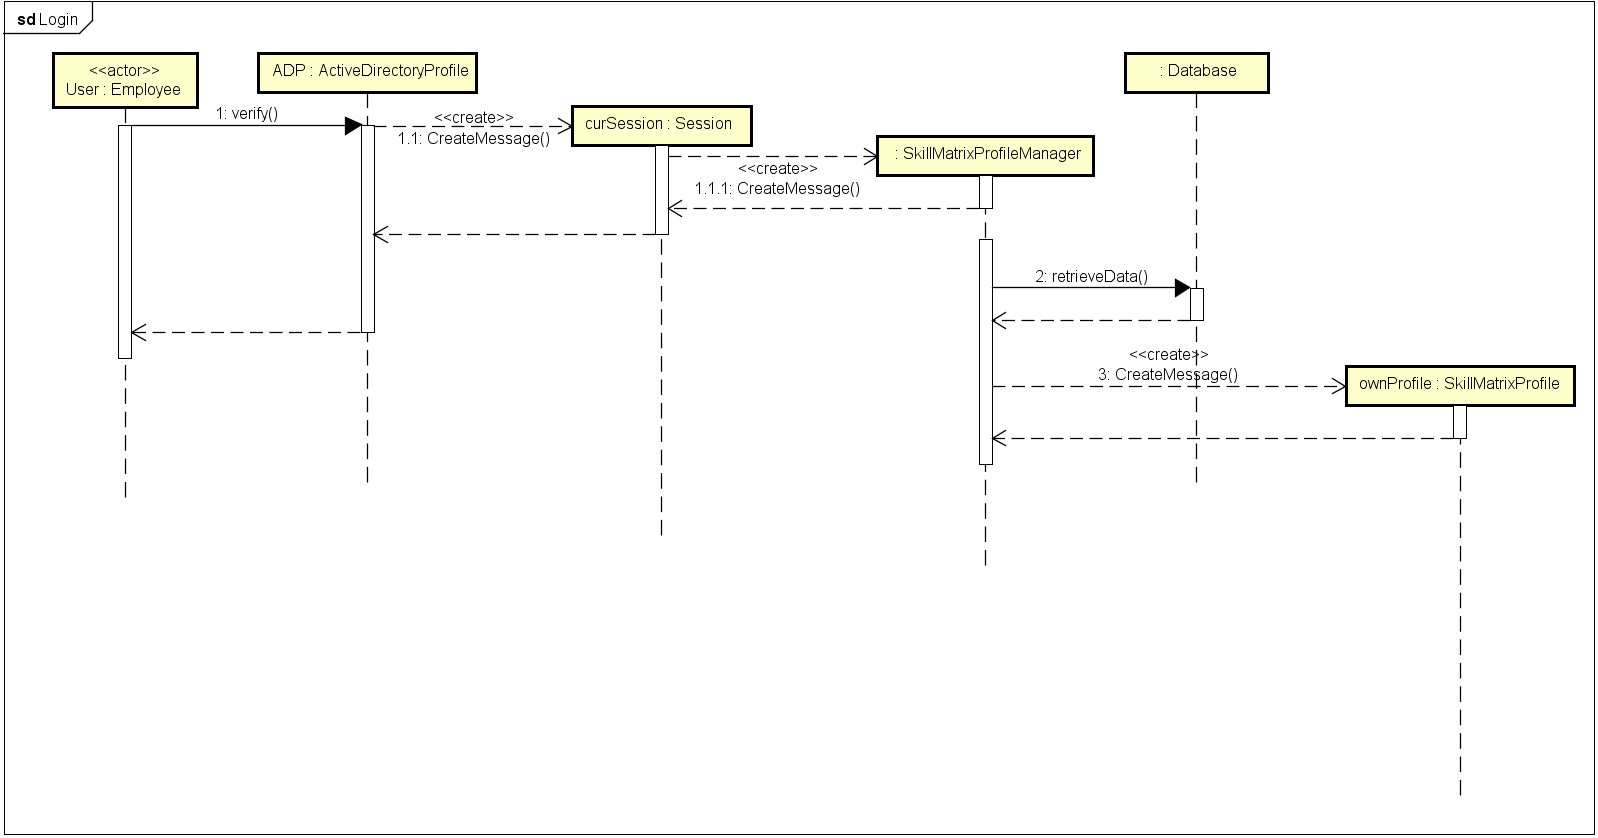 sd Login
<<actor>>
User : Employee
ADP : ActiveDirectoryProfile
: Database
1: verify()
<<create>>
1.1: CreateMessage()
curSession : Session
: SkillMatrixProfileManager
<<create>>
1.1.1: CreateMessage()
2: retrieveData()
<<create>>
3: CreateMessage()
ownProfile : SkillMatrixProfile